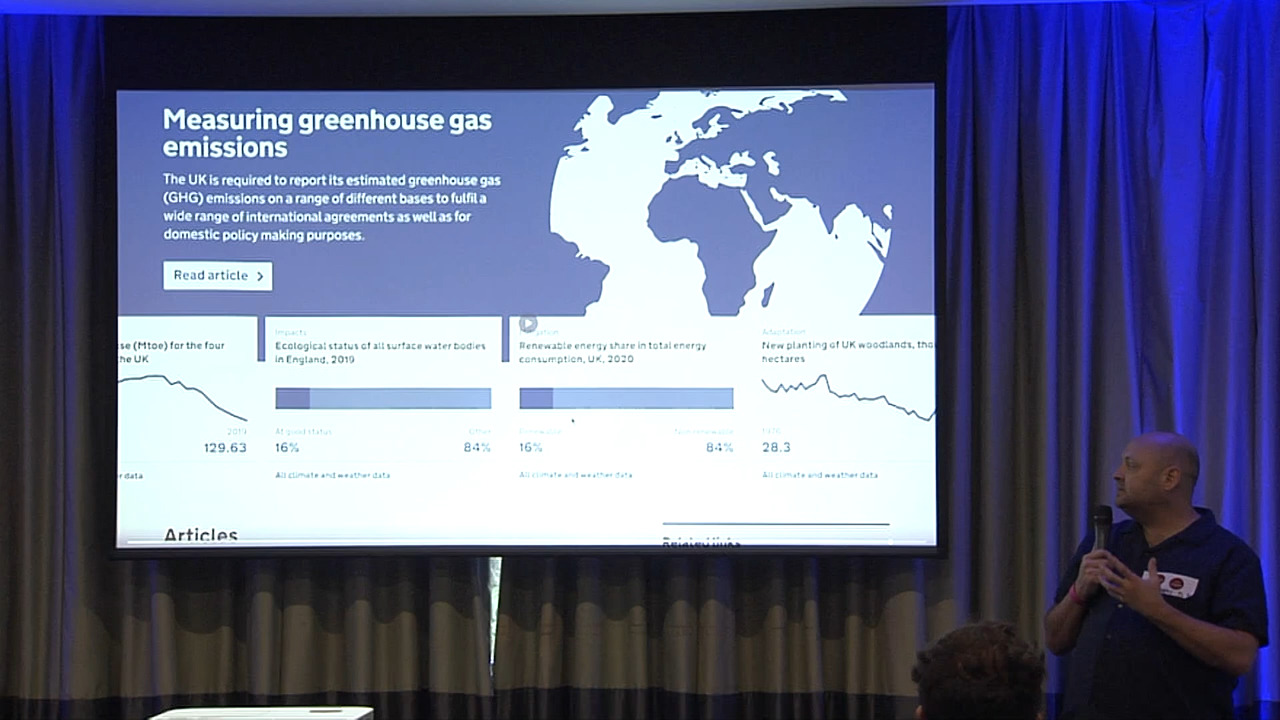 Measuring greenhouse gas
emissions
The UK is required to report its estimated greenhouse gas
(GHG) emissions on a range of different bases to fulfil a
wide range of international agreements as well as for
domestic policy making purposes.
Read article
se (Mtoe) for the four
he UK
2019
129.63
r data
Impacts
Ecological status of all surface water bodies
in England, 2019
At good status
Other
16%
84%
All climate and weather data
Renewable energy share in total energy
consumption, UK, 2020
Renewable
Non renewable
16%
84%
All climate and weather data
Adaptation
New planting of UK woodlands, tho
hectares
1976
28.3
All climate and weather data
Articles
Related links